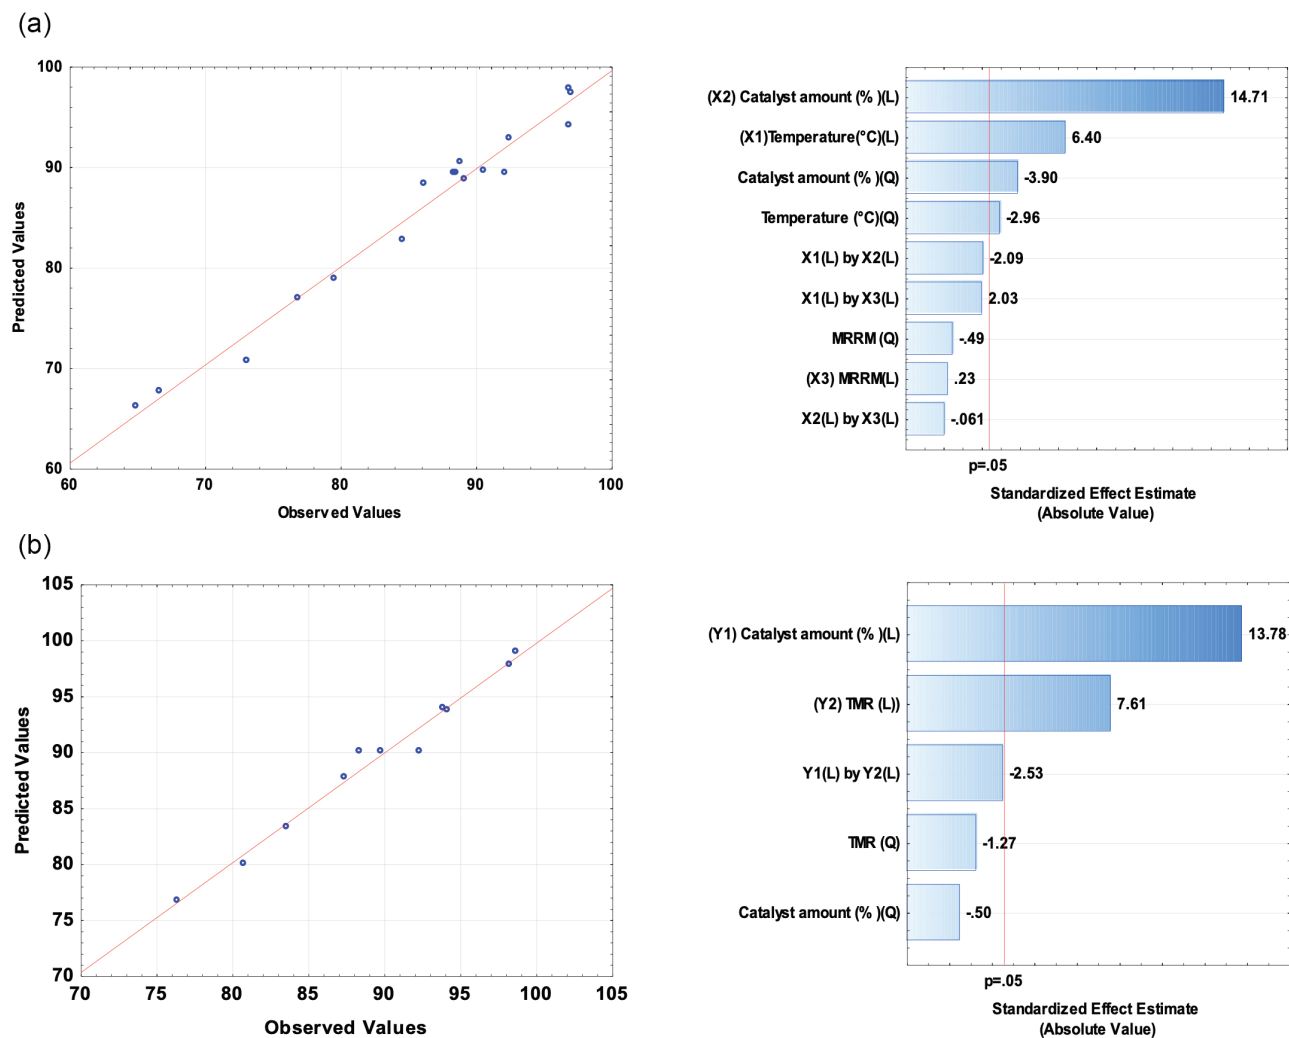 (a)
100
90
80
70
60
60
70
80
90
100
Predicted Values
Observed Values
(X2) Catalyst amount (% )(L)
14.71
(X1)Temperature(°C)(L)
6.40
Catalyst amount (% )(Q)
-3.90
Temperature (°C)(Q)
-2.96
X1(L) by X2(L)
-2.09
X1(L) by X3(L)
2.03
MRRM (Q)
-.49
(X3) MRRM(L)
.23
X2(L) by X3(L)
-.061
p=.05
Standardized Effect Estimate
(Absolute Value)
(b)
105
100
95
90
85
80
75
70
70
75
80
85
90
95
100
105
Predicted Values
Observed Values
(Y1) Catalyst amount (% )(L)
13.78
(Y2) TMR (L))
7.61
Y1(L) by Y2(L)
-2.53
TMR (Q)
-1.27
Catalyst amount (% )(Q)
-.50
p=.05
Standardized Effect Estimate
(Absolute Value)